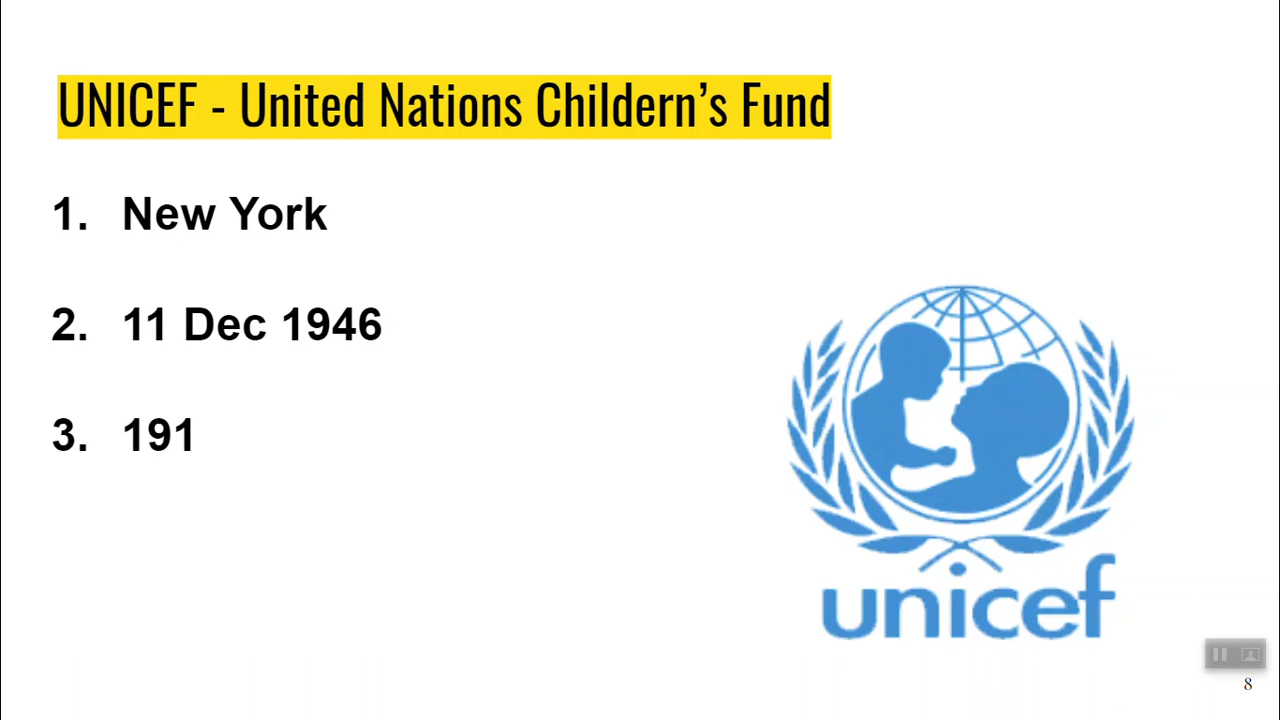 UNICEF - United Nations Childern’s Fund
1. New York
2. 11 Dec 1946
3. 191
unicef
8